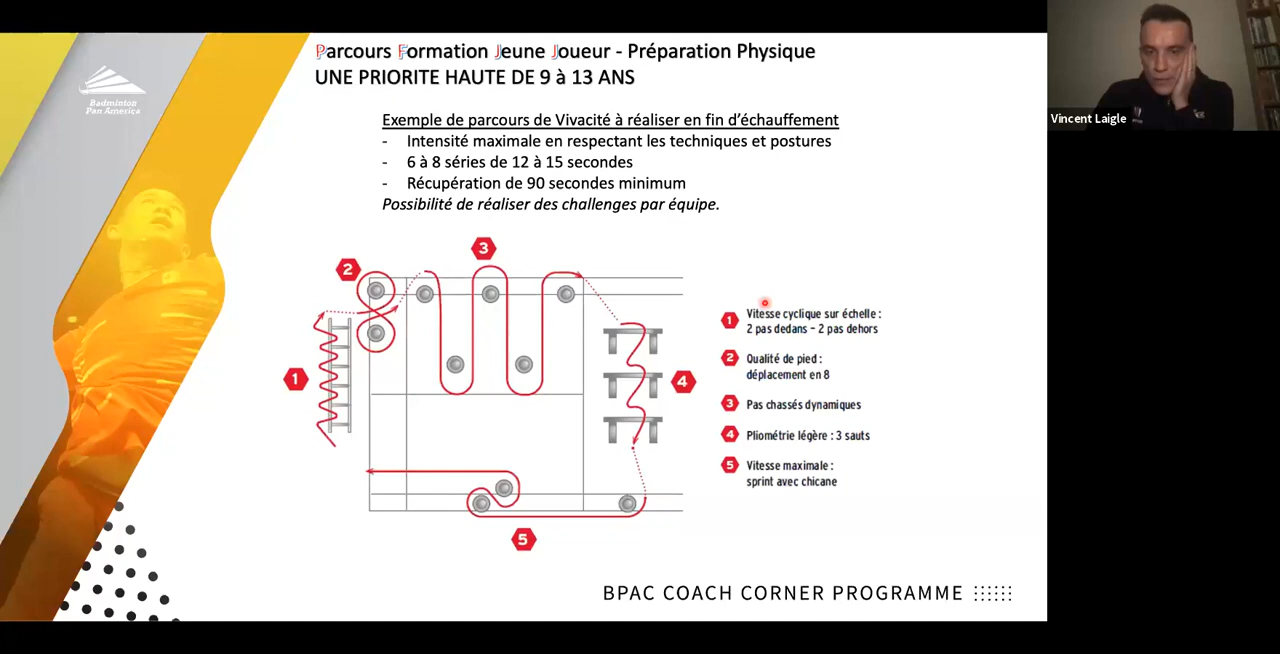 Parcours Formation Jeune Joueur - Préparation Physique
UNE PRIORITE HAUTE DE 9 à 13 ANS
Badminton
Pan America
Vincent Laigle
Exemple de parcours de Vivacité à réaliser en fin d’échauffement
- Intensité maximale en respectant les techniques et postures
- 6 à 8 séries de 12 à 15 secondes
- Récupération de 90 secondes minimum
Possibilité de réaliser des challenges par équipe.
1
2
3
4
5
1 Vitesse cyclique sur échelle :
2 pas dedans – 2 pas dehors
2 Qualité de pied :
déplacement en 8
3 Pas chassés dynamiques
4 Pliométrie légère : 3 sauts
5 Vitesse maximale :
sprint avec chicane
BPAC COACH CORNER PROGRAMME